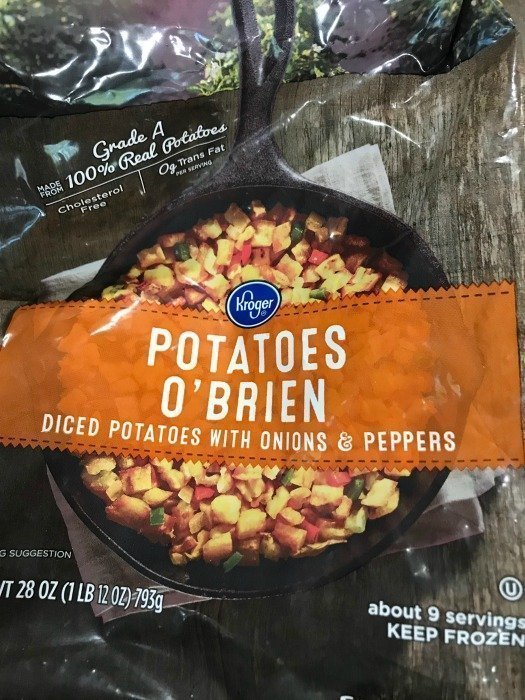 Grade A
MADE FROM 100% Real Potatoes
Cholesterol Free
0g Trans Fat
PER SERVING
Kroger
POTATOES
O'BRIEN
DICED POTATOES WITH ONIONS & PEPPERS
G SUGGESTION
WT 28 OZ (1 LB 12 OZ) 793g
U
about 9 servings
KEEP FROZEN